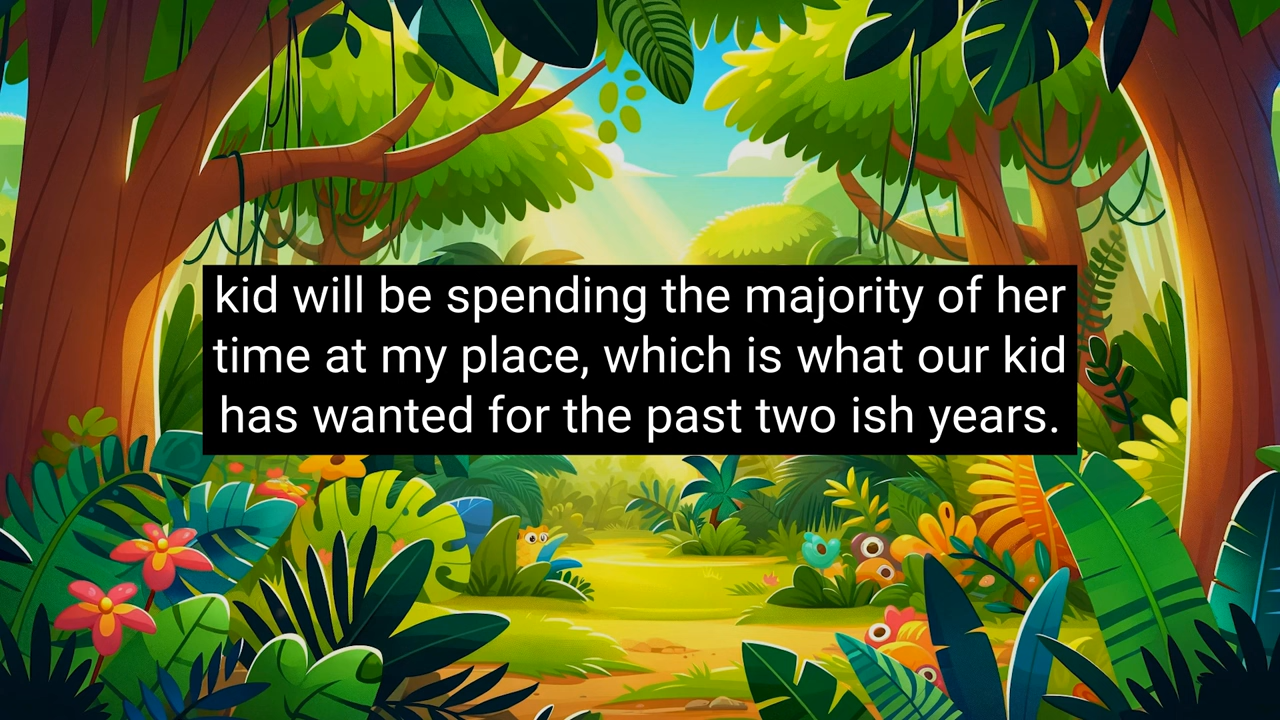 kid will be spending the majority of her
time at my place, which is what our kid
has wanted for the past two ish years.